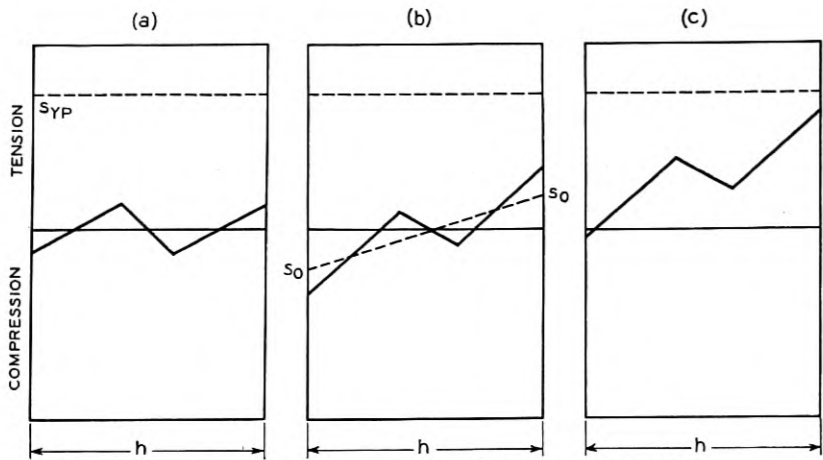 (a)
(b)
(c)
TENSION
COMPRESSION
SYP
S0
S0
h
h
h